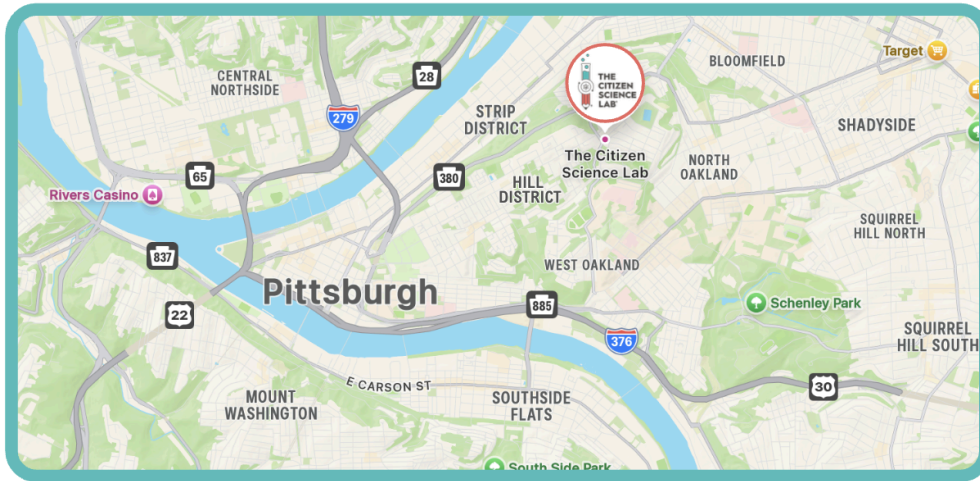 Target
BLOOMFIELD
28
CENTRAL
NORTHSIDE
THE
CITIZEN
SCIENCE
LAB
279
STRIP
DISTRICT
SHADYSIDE
The Citizen
Science Lab
NORTH
OAKLAND
65
380
HILL
DISTRICT
Rivers Casino
SQUIRREL
HILL NORTH
837
WEST OAKLAND
Pittsburgh
885
Schenley Park
22
376
SQUIRREL
HILL SOUTH
E CARSON ST
30
MOUNT
WASHINGTON
SOUTHSIDE
FLATS
South Side Park